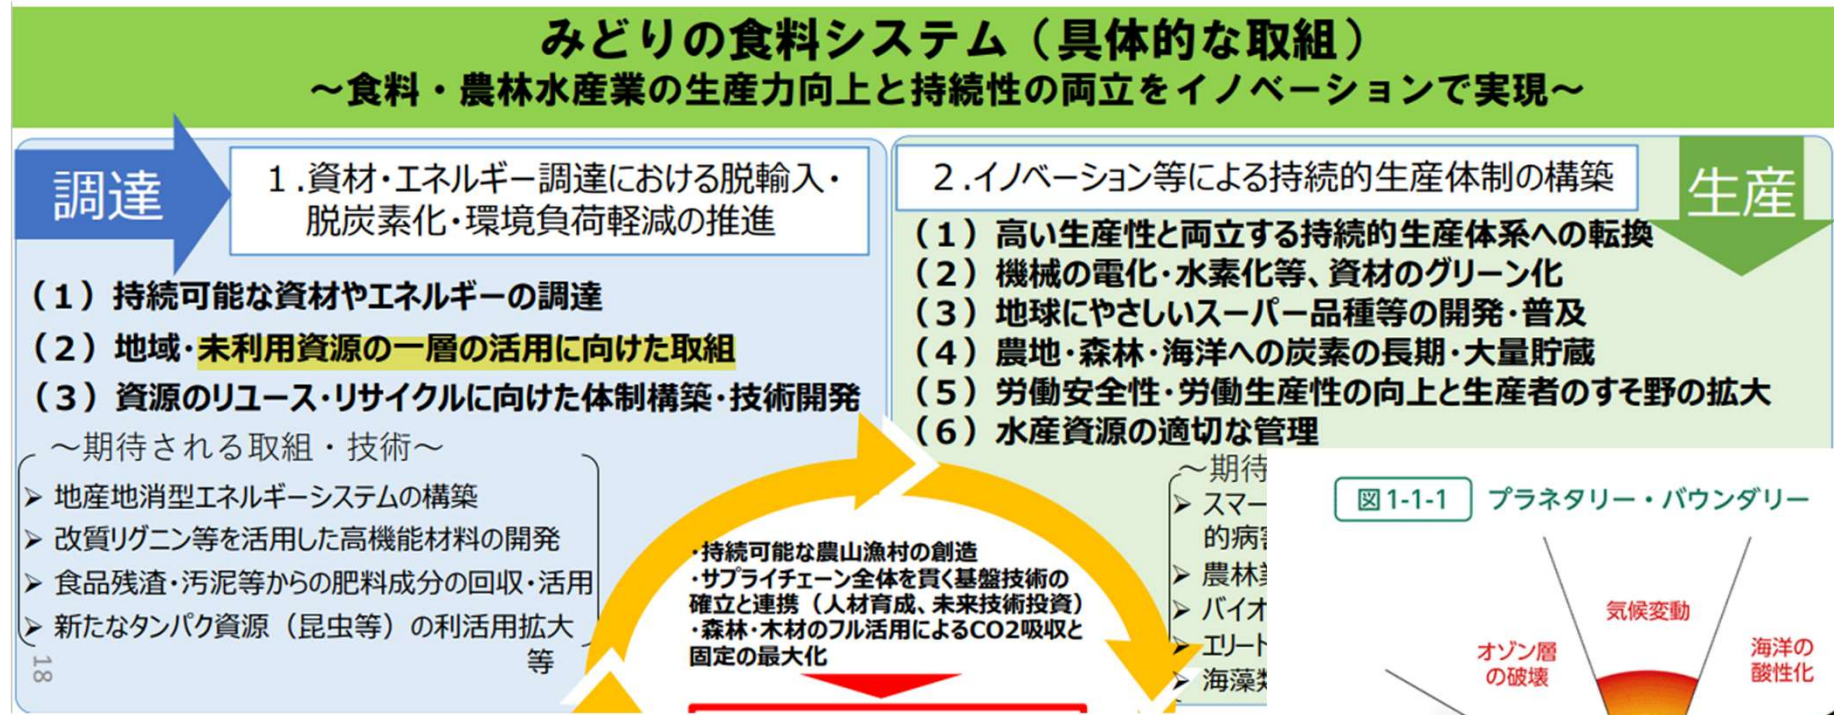 みどりの食料システム（具体的な取組）
～食料・農林水産業の生産力向上と持続性の両立をイノベーションで実現～
調達
１.資材・エネルギー調達における脱輸入・
脱炭素化・環境負荷軽減の推進
（１）持続可能な資材やエネルギーの調達
（２）地域・未利用資源の一層の活用に向けた取組
（３）資源のリユース・リサイクルに向けた体制構築・技術開発
～期待される取組・技術～
➢ 地産地消型エネルギーシステムの構築
➢ 改質リグニン等を活用した高機能材料の開発
➢ 食品残渣・汚泥等からの肥料成分の回収・活用
➢ 新たなタンパク資源（昆虫等）の利活用拡大
等
18
２.イノベーション等による持続的生産体制の構築
生産
（１）高い生産性と両立する持続的生産体系への転換
（２）機械の電化・水素化等、資材のグリーン化
（３）地球にやさしいスーパー品種等の開発・普及
（４）農地・森林・海洋への炭素の長期・大量貯蔵
（５）労働安全性・労働生産性の向上と生産者のすそ野の拡大
（６）水産資源の適切な管理
～期待
➢ スマー
的病
➢ 農林
➢ バイオ
➢ エリート
➢ 海藻
・持続可能な農山漁村の創造
・サプライチェーン全体を貫く基盤技術の
確立と連携（人材育成、未来技術投資）
・森林・木材のフル活用によるCO2吸収と
固定の最大化
図1-1-1 プラネタリー・バウンダリー
気候変動
オゾン層
の破壊
海洋の
酸性化